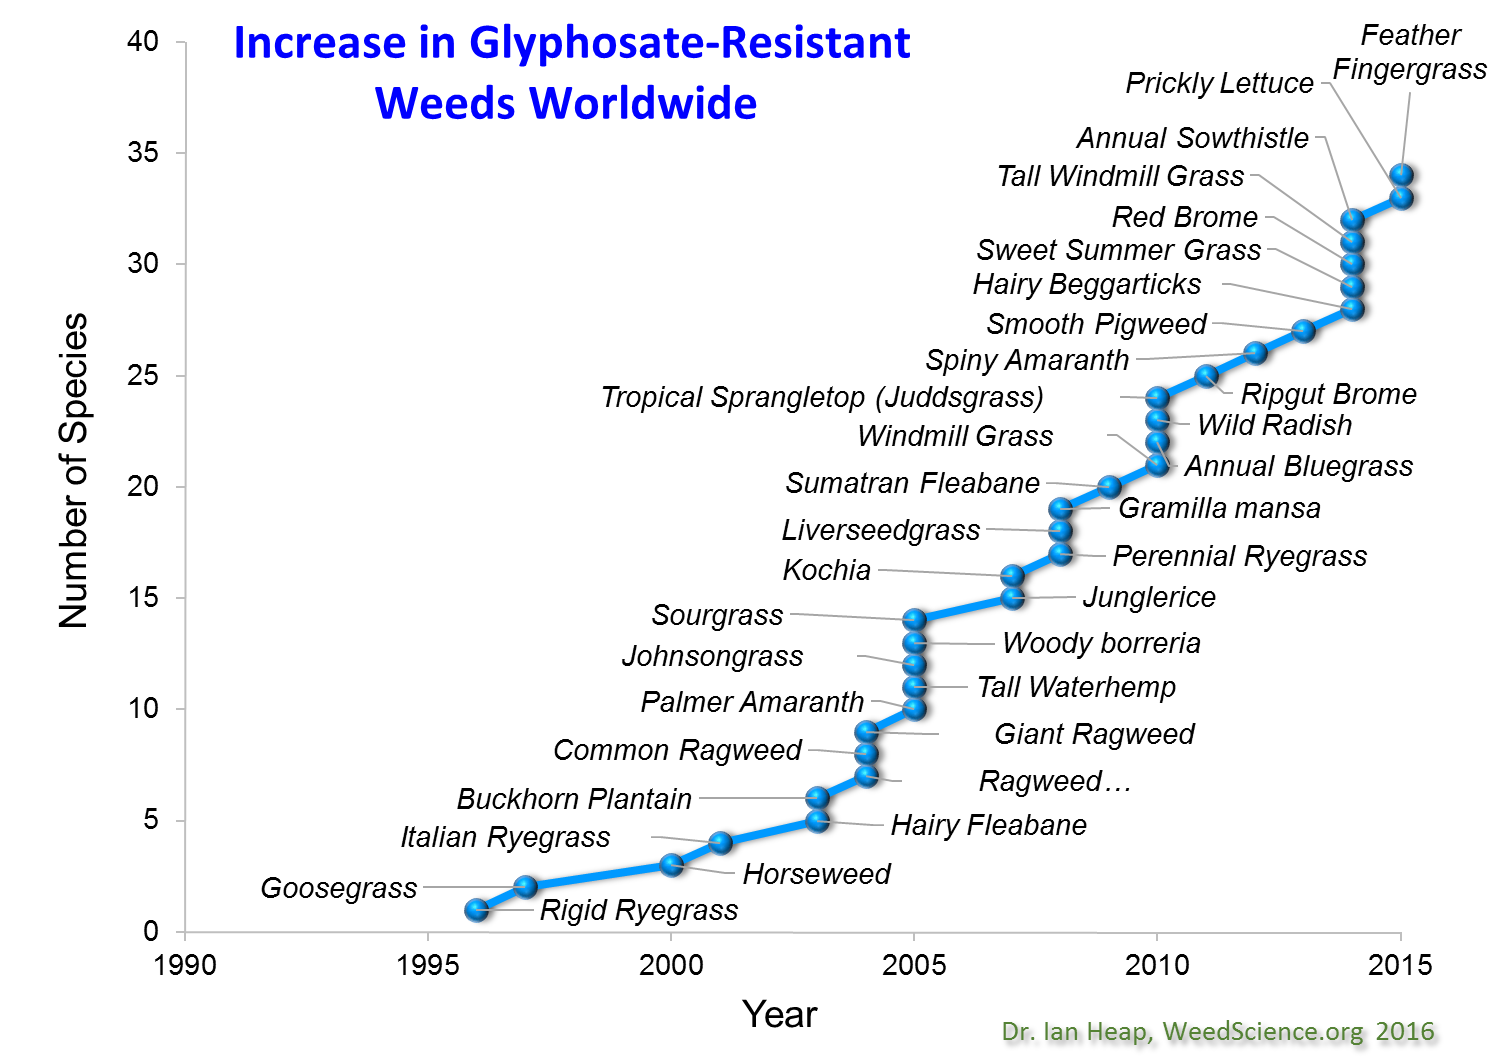 Increase in Glyphosate-Resistant
Weeds Worldwide
Number of Species
40
35
30
25
20
15
10
5
0
Feather
Fingergrass
Prickly Lettuce
Annual Sowthistle
Tall Windmill Grass
Red Brome
Sweet Summer Grass
Hairy Beggarticks
Smooth Pigweed
Spiny Amaranth
Ripgut Brome
Tropical Sprangletop (Juddsgrass)
Wild Radish
Windmill Grass
Annual Bluegrass
Sumatran Fleabane
Gramilla mansa
Liverseedgrass
Perennial Ryegrass
Kochia
Junglerice
Sourgrass
Woody borreria
Johnsongrass
Tall Waterhemp
Palmer Amaranth
Giant Ragweed
Common Ragweed
Ragweed…
Buckhorn Plantain
Hairy Fleabane
Italian Ryegrass
Horseweed
Goosegrass
Rigid Ryegrass
1990 1995 2000 2005 2010 2015
Year
Dr. Ian Heap, WeedScience.org 2016